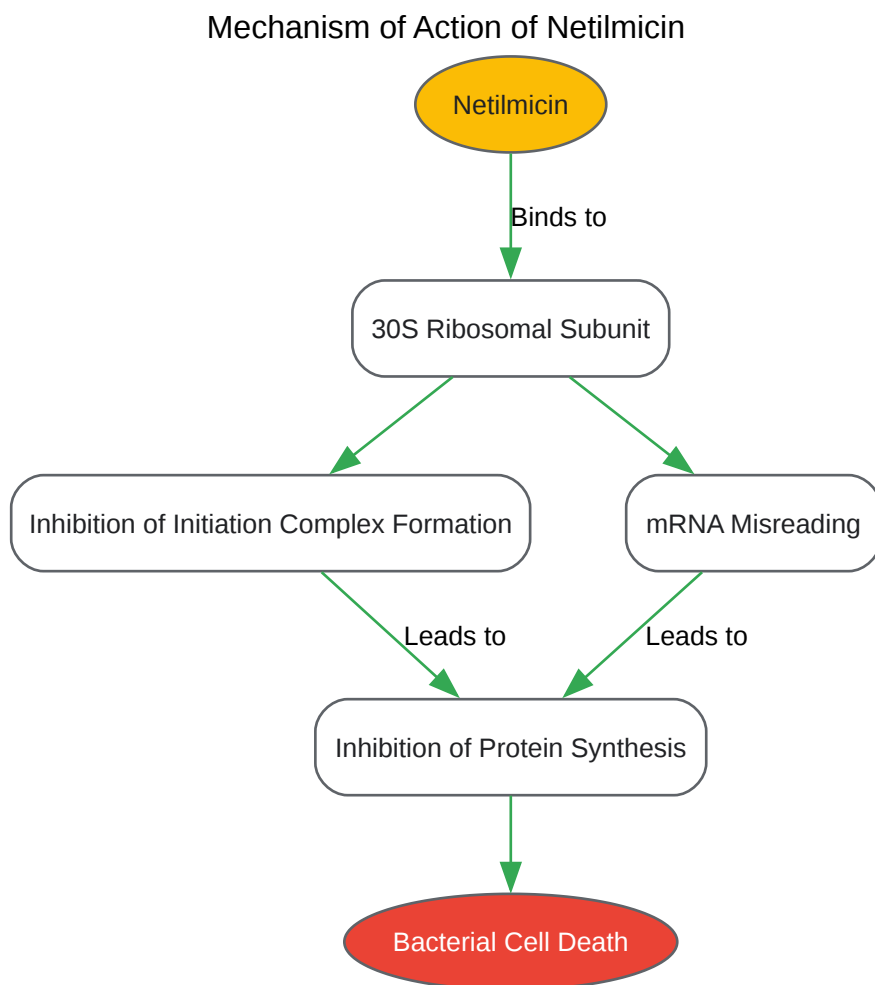 Mechanism of Action of Netilmicin
Netilmicin
Binds to
30S Ribosomal Subunit
Inhibition of Initiation Complex Formation
mRNA Misreading
Leads to
Leads to
Inhibition of Protein Synthesis
Bacterial Cell Death